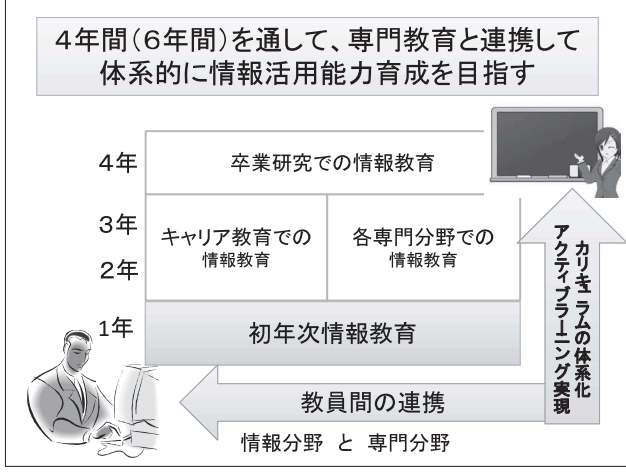 ４年間(６年間)を通して、専門教育と連携して
体系的に情報活用能力育成を目指す
4年
卒業研究での情報教育
3年
2年
キャリア教育での
情報教育
各専門分野での
情報教育
1年
初年次情報教育
カリキュラムの体系化
アクティブラーニング実現
教員間の連携
情報分野 と 専門分野